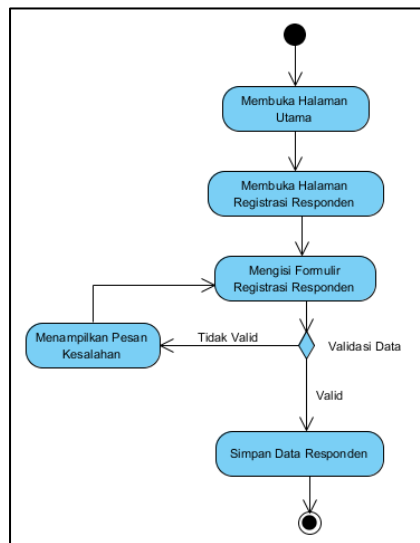 Membuka Halaman
Utama
Membuka Halaman
Registrasi Responden
Mengisi Formulir
Registrasi Responden
Menampilkan Pesan
Kesalahan
Tidak Valid
Validasi Data
Valid
Simpan Data Responden